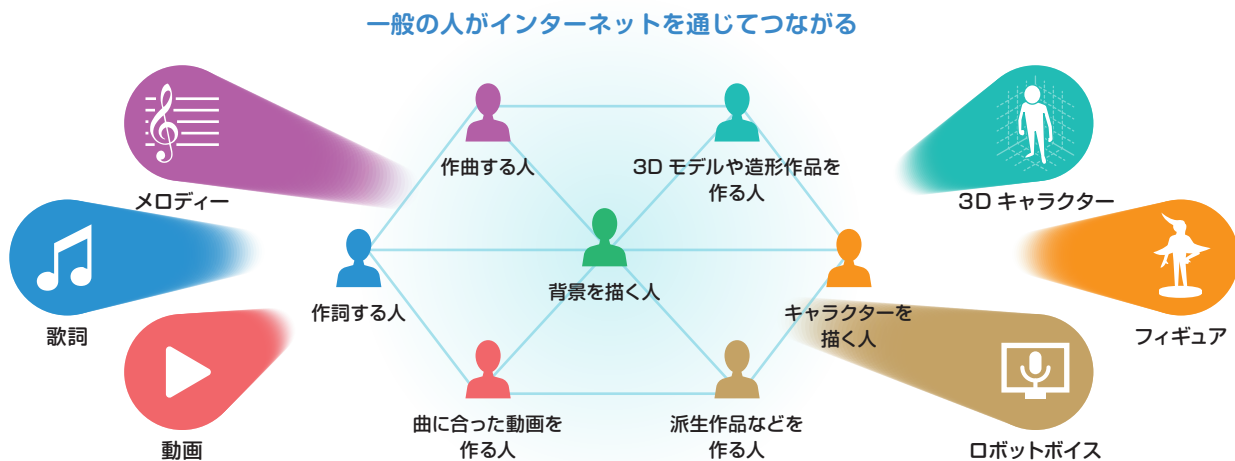 一般の人がインターネットを通じてつながる
作曲する人
3D モデルや造形作品を
作る人
メロディー
3D キャラクター
背景を描く人
作詞する人
キャラクターを
描く人
歌詞
フィギュア
曲に合った動画を
作る人
派生作品などを
作る人
動画
ロボットボイス